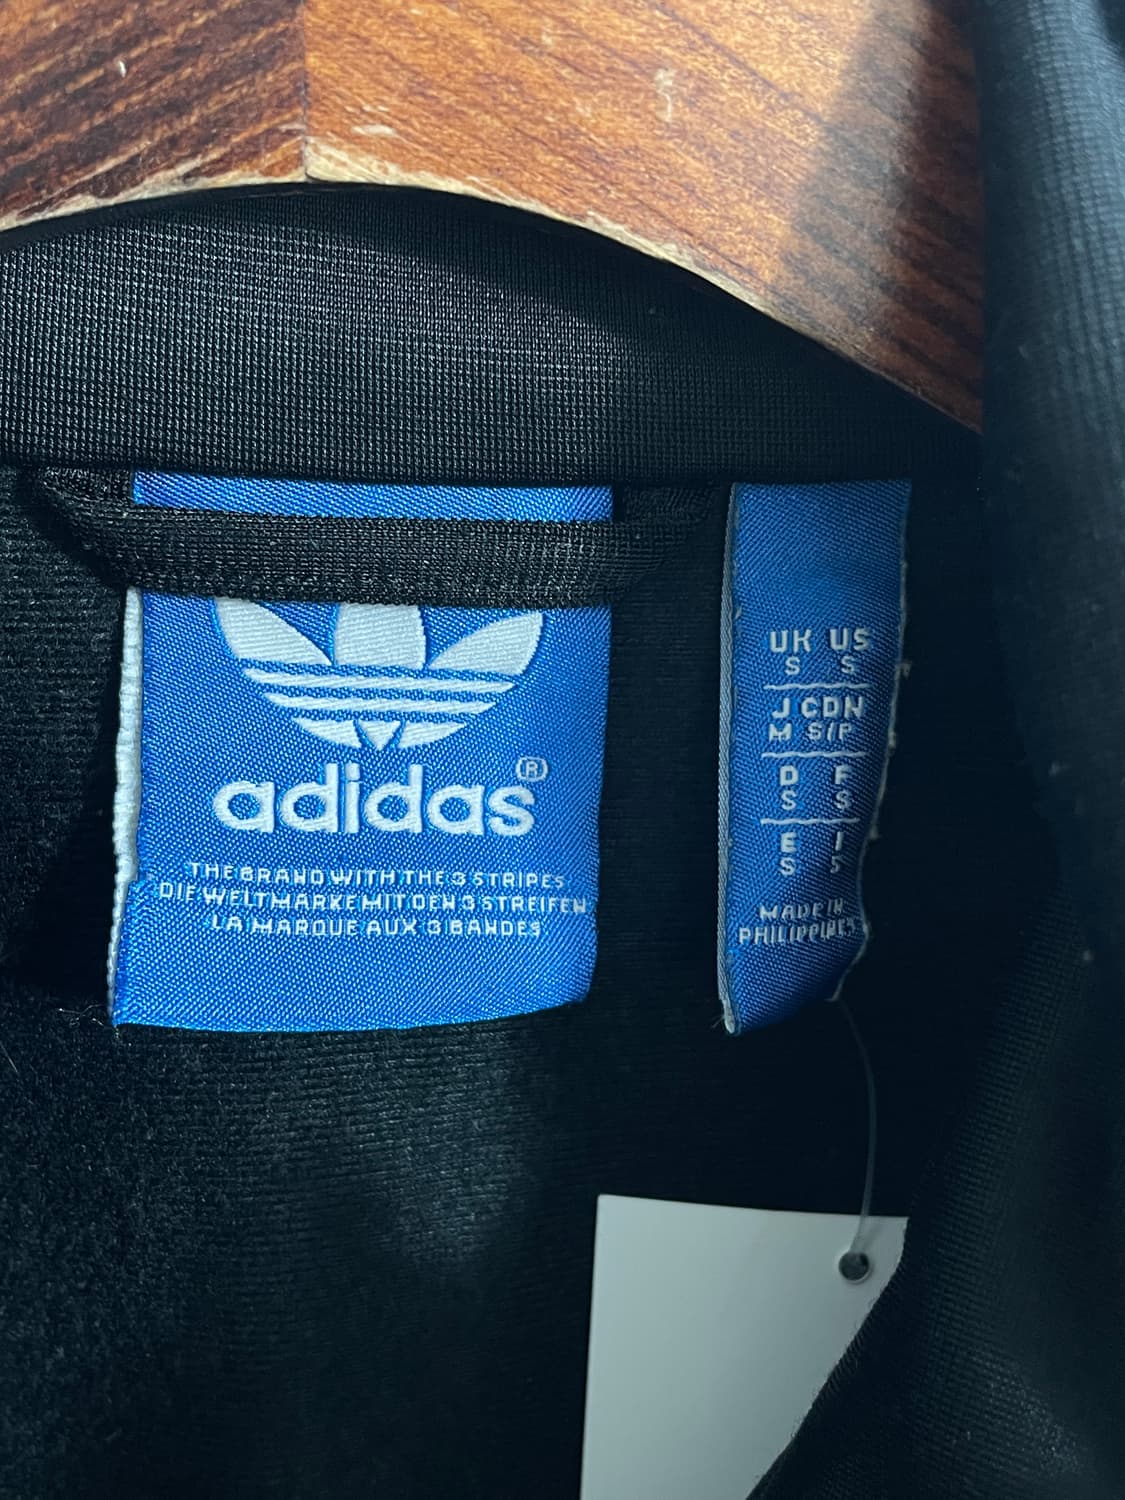 adidas®
THE BRAND WITH THE 3 STRIPES
DIE WELTMARKE MIT DEN 3 STREIFEN
LA MARQUE AUX 3 BANDES
UK US
S S
J CDN
M S/P
D F
S S
E I
S S
MADE IN
PHILIPPINES